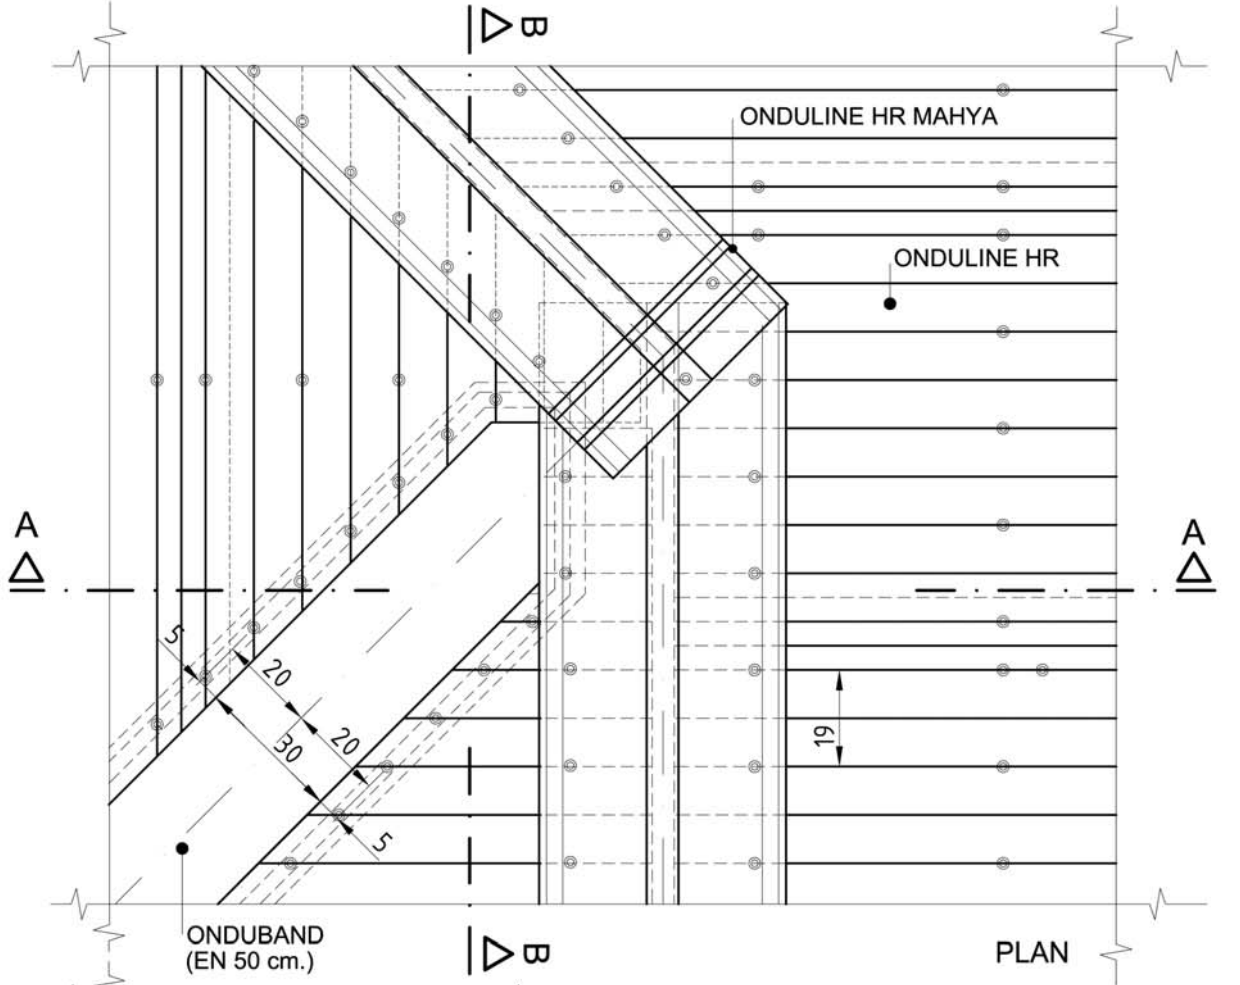 B
ONDULINE HR MAHYA
ONDULINE HR
A
A
5
20
20
30
19
5
ONDUBAND
(EN 50 cm.)
B
PLAN